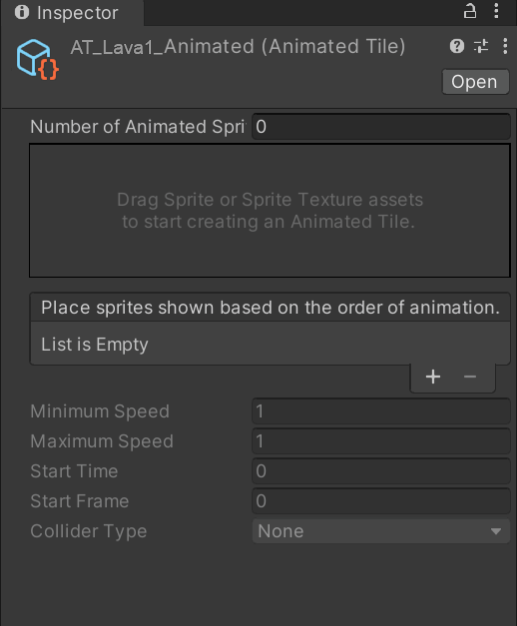 Inspector
AT_Lava1_Animated (Animated Tile)
Open
Number of Animated Spri 0
Drag Sprite or Sprite Texture assets
to start creating an Animated Tile.
Place sprites shown based on the order of animation.
List is Empty
+ −
Minimum Speed 1
Maximum Speed 1
Start Time 0
Start Frame 0
Collider Type None